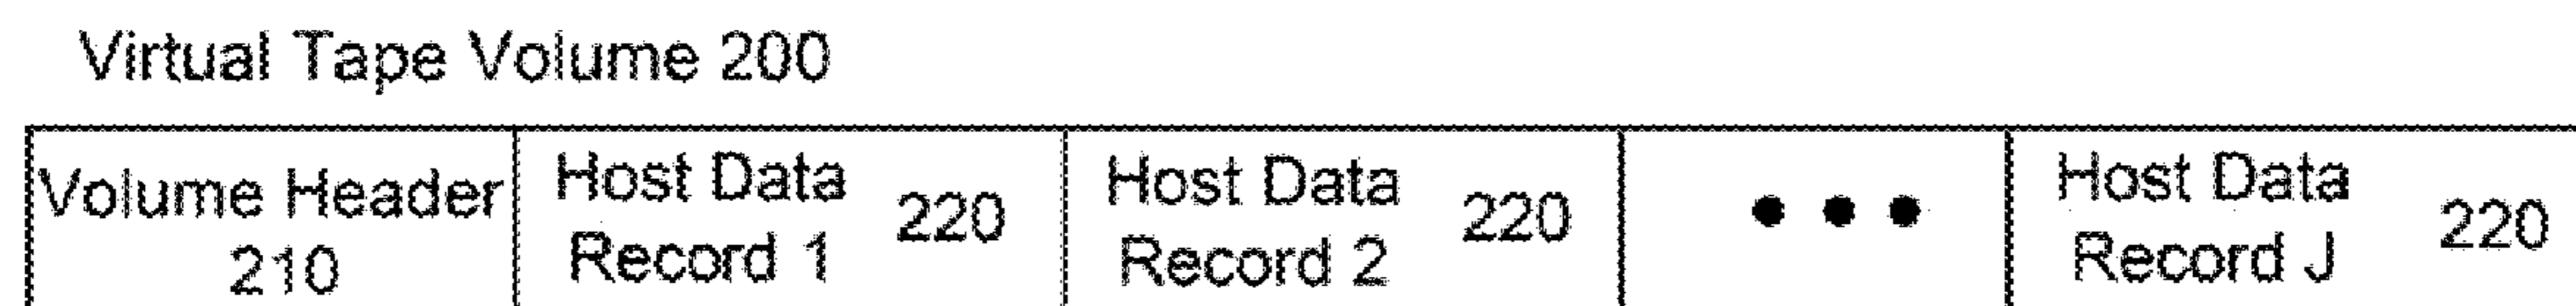 Virtual Tape Volume 200
Volume Header
210
Host Data
Record 1
220
Host Data
Record 2
220
• • •
Host Data
Record J
220